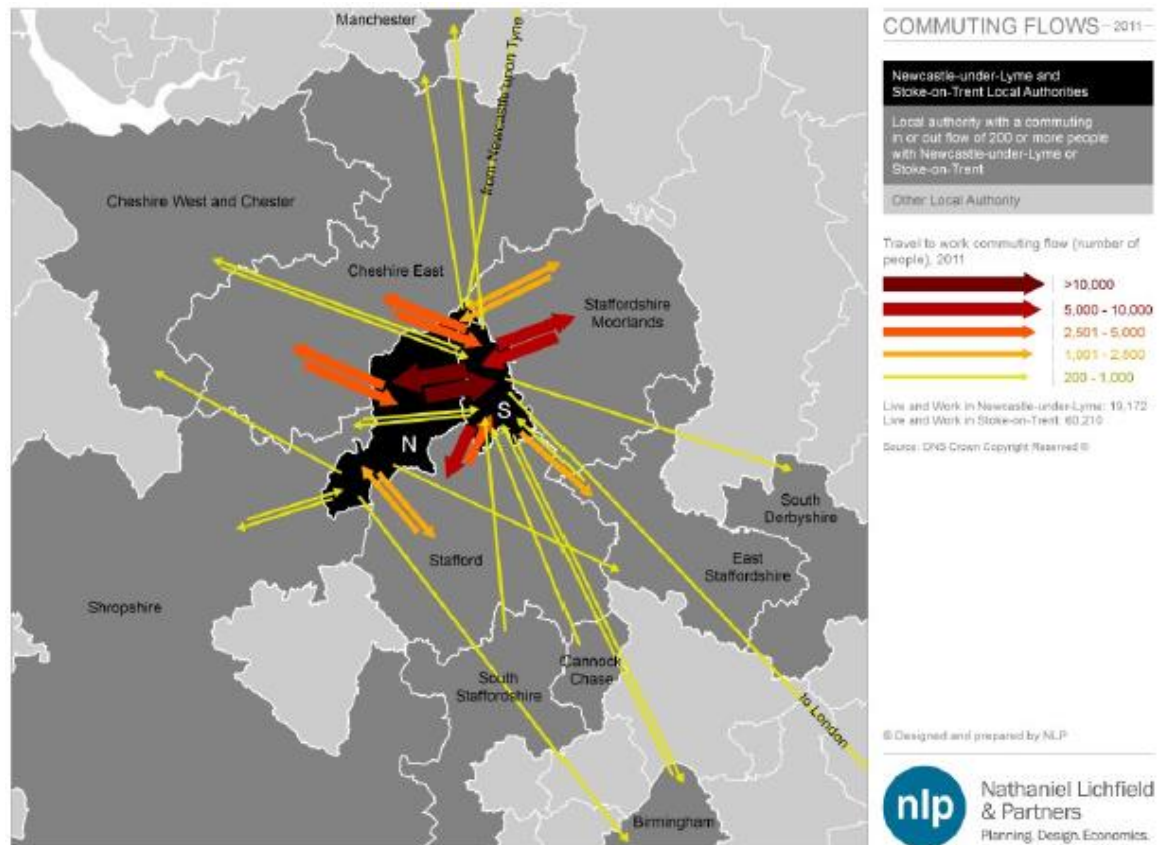 Manchester
from Newcastle upon Tyne
Cheshire West and Chester
Cheshire East
Staffordshire
Moorlands
S
N
South
Derbyshire
East
Staffordshire
Stafford
Shropshire
Cannock
Chase
South
Staffordshire
to London
Birmingham
COMMUTING FLOWS -2011-
Newcastle-under-Lyme and
Stoke-on-Trent Local Authorities
Local authority with a commuting
in or out flow of 200 or more people
with Newcastle-under-Lyme or
Stoke-on-Trent
Other Local Authority
Travel to work commuting flow (number of
people), 2011
>10,000
5,000 - 10,000
2,501 - 5,000
1,001 - 2,500
200 - 1,000
Live and Work in Newcastle-under-Lyme: 19,172
Live and Work in Stoke-on-Trent: 60,210
Source: ONS Crown Copyright Reserved ©
© Designed and prepared by NLP
nlp
Nathaniel Lichfield
& Partners
Planning. Design. Economics.